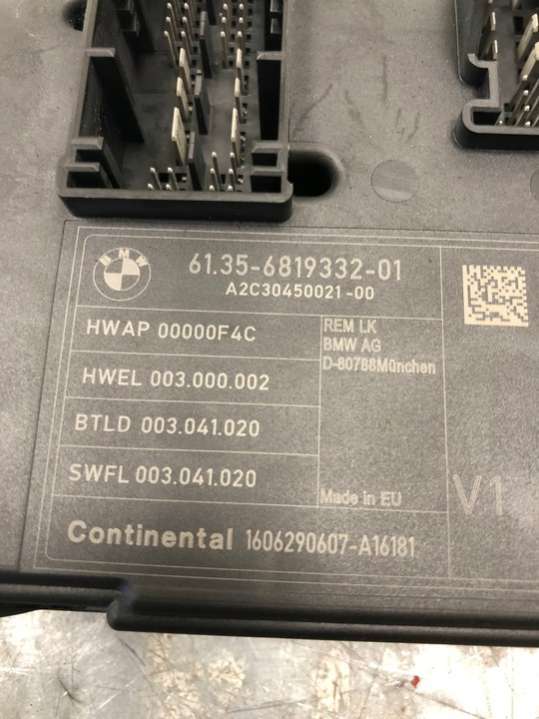 BMW
61.35-6819332-01
A2C30450021-00
HWAP 00000F4C
HWEL 003.000.002
BTLD 003.041.020
SWFL 003.041.020
REM LK
BMW AG
D-80788München
Made in EU
V1
Continental 1606290607-A16181